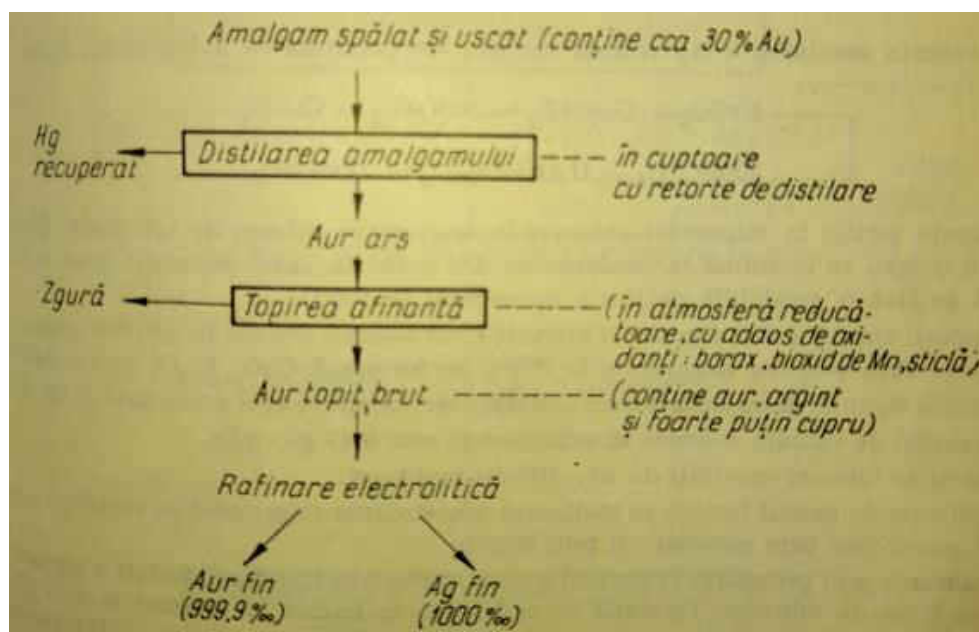 Amalgam spălat și uscat (conține cca 30% Au)
Hg
recuperat
Distilarea amalgamului
în cuptoare
cu retorte de distilare
Aur ars
Zgură
Topirea afinantă
(în atmosferă reducă-
toare, cu adaos de oxi-
danți: borax, bioxid de Mn, sticlă)
Aur topit, brut
(conține aur, argint
și foarte puțin cupru)
Rafinare electrolitică
Aur fin
(999,9‰)
Ag fin
(1000‰)